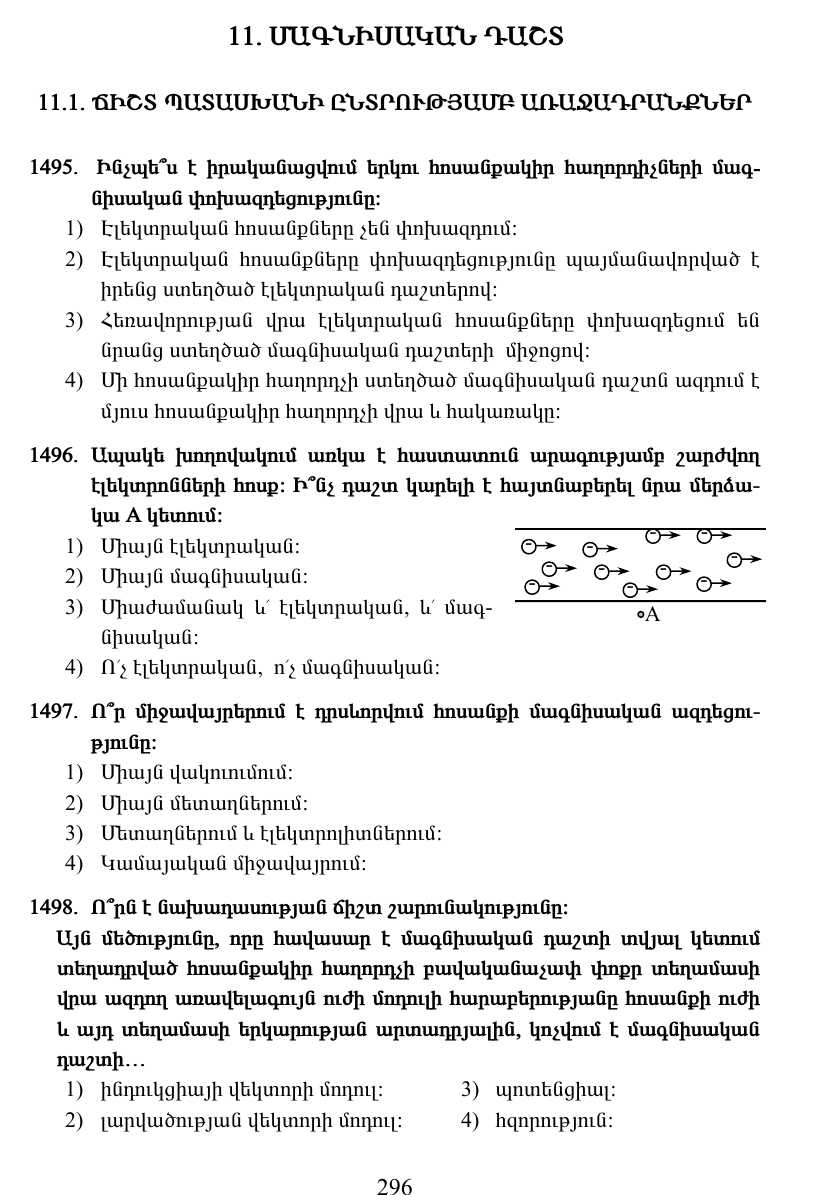 11. ՄԱԳՆԻՍԱԿԱՆ ԴԱՇՏ
11.1. ՃԻՇՏ ՊԱՏԱՍԽԱՆԻ ԸՆՏՐՈՒԹՅԱՄԲ ԱՌԱՋԱԴՐԱՆՔՆԵՐ
1495. Ինչպե՞ս է իրականացվում երկու հոսանքակիր հաղորդիչների մագ-
նիսական փոխազդեցությունը:
1) Էլեկտրական հոսանքները չեն փոխազդում:
2) Էլեկտրական հոսանքները փոխազդեցությունը պայմանավորված է
իրենց ստեղծած էլեկտրական դաշտերով:
3) Հեռավորության վրա էլեկտրական հոսանքները փոխազդեցում են
նրանց ստեղծած մագնիսական դաշտերի միջոցով:
4) Մի հոսանքակիր հաղորդչի ստեղծած մագնիսական դաշտն ազդում է
մյուս հոսանքակիր հաղորդչի վրա և հակառակը:
1496. Ապակե խողովակում առկա է հաստատուն արագությամբ շարժվող
էլեկտրոնների հոսք: Ի՞նչ դաշտ կարելի է հայտնաբերել նրա մերձա-
կա A կետում:
1) Միայն էլեկտրական:
2) Միայն մագնիսական:
3) Միաժամանակ և՛ էլեկտրական, և՛ մագ-
նիսական:
4) Ո՛չ էլեկտրական, ո՛չ մագնիսական:
A
1497. Ո՞ր միջավայրերում է դրսևորվում հոսանքի մագնիսական ազդեցու-
թյունը:
1) Միայն վակուումում:
2) Միայն մետաղներում:
3) Մետաղներում և էլեկտրոլիտներում:
4) Կամայական միջավայրում:
1498. Ո՞րն է նախադասության ճիշտ շարունակությունը:
Այն մեծությունը, որը հավասար է մագնիսական դաշտի տվյալ կետում
տեղադրված հոսանքակիր հաղորդչի բավականաչափ փոքր տեղամասի
վրա ազդող առավելագույն ուժի մոդուլի հարաբերությանը հոսանքի ուժի
և այդ տեղամասի երկարության արտադրյալին, կոչվում է մագնիսական
դաշտի...
1) ինդուկցիայի վեկտորի մոդուլ: 3) պոտենցիալ:
2) լարվածության վեկտորի մոդուլ: 4) հզորություն:
296